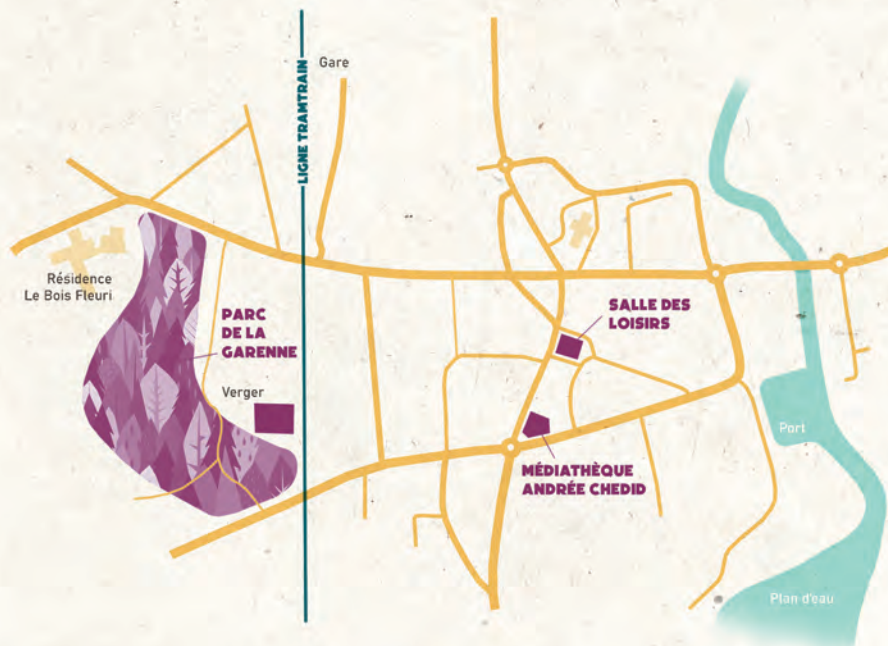 Gare
LIGNE TRAMTRAIN
Résidence
Le Bois Fleuri
PARC
DE LA
GARENNE
SALLE DES
LOISIRS
Verger
Port
MÉDIATHÈQUE
ANDRÉE CHEDID
Plan d'eau